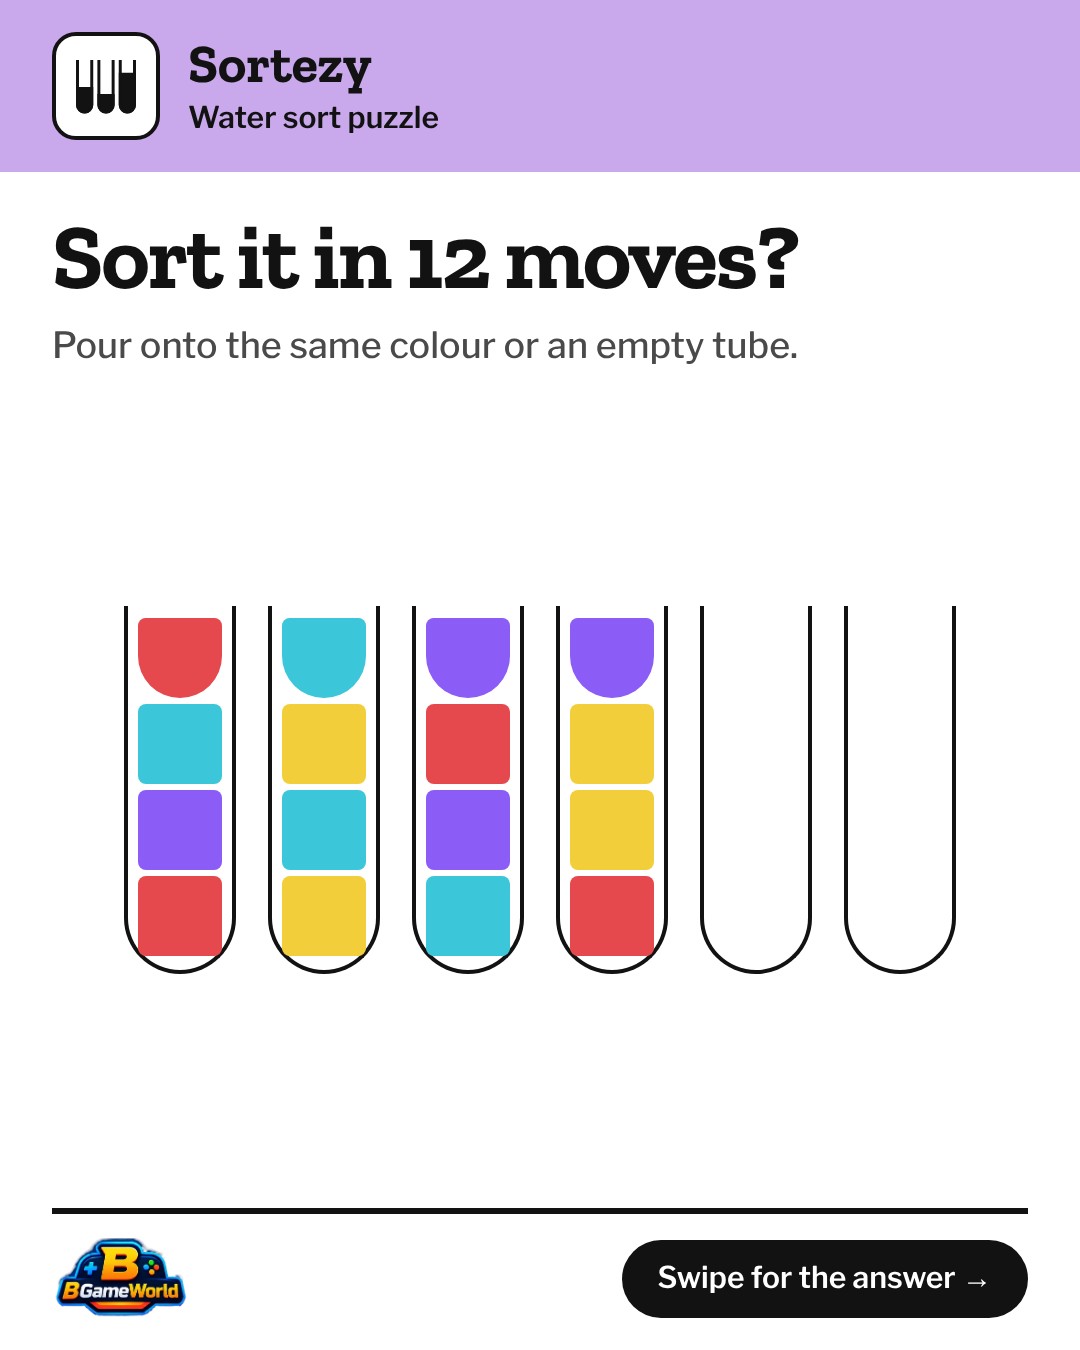 Sortezy
Water sort puzzle
Sort it in 12 moves?
Pour onto the same colour or an empty tube.
B
BGameWorld
Swipe for the answer →